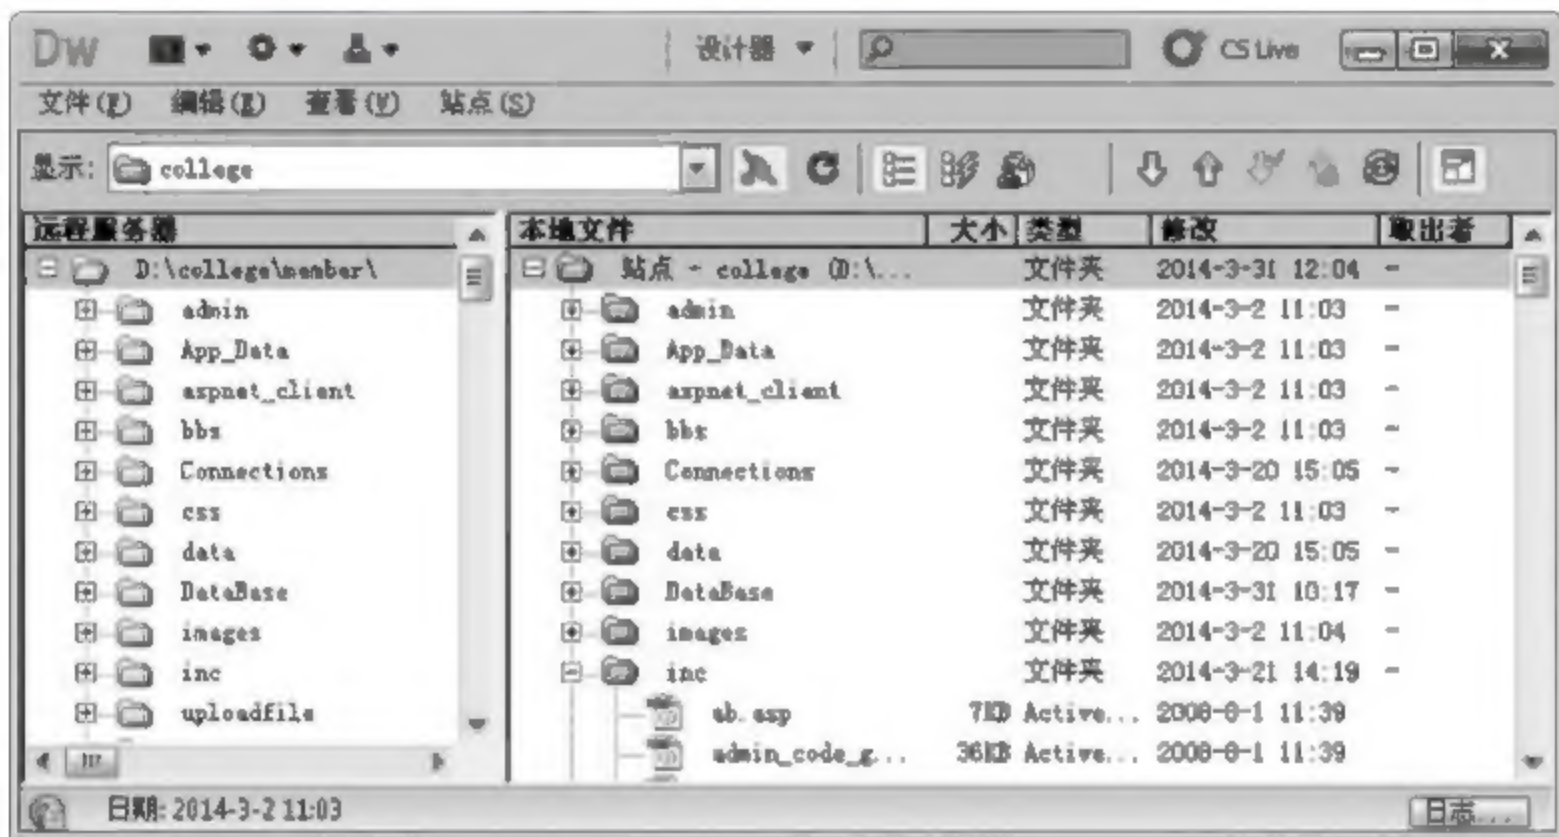 Dw 设计器 CS Live
文件(F) 编辑(E) 查看(V) 站点(S)
显示: college
远程服务器 本地文件 大小 类型 修改 取出者
D:\college\member\ 站点 - college (D:\... 文件夹 2014-3-31 12:04 -
admin admin 文件夹 2014-3-2 11:03 -
App_Data App_Data 文件夹 2014-3-2 11:03 -
aspnet_client aspnet_client 文件夹 2014-3-2 11:03 -
bbs bbs 文件夹 2014-3-2 11:03 -
Connections Connections 文件夹 2014-3-20 15:05 -
css css 文件夹 2014-3-2 11:03 -
data data 文件夹 2014-3-20 15:05 -
DataBase DataBase 文件夹 2014-3-31 10:17 -
images images 文件夹 2014-3-2 11:04 -
inc inc 文件夹 2014-3-21 14:19 -
uploadfile ab.asp 7KB Active... 2008-8-1 11:39
admin_code_g... 36KB Active... 2008-8-1 11:39
日期: 2014-3-2 11:03 日志...